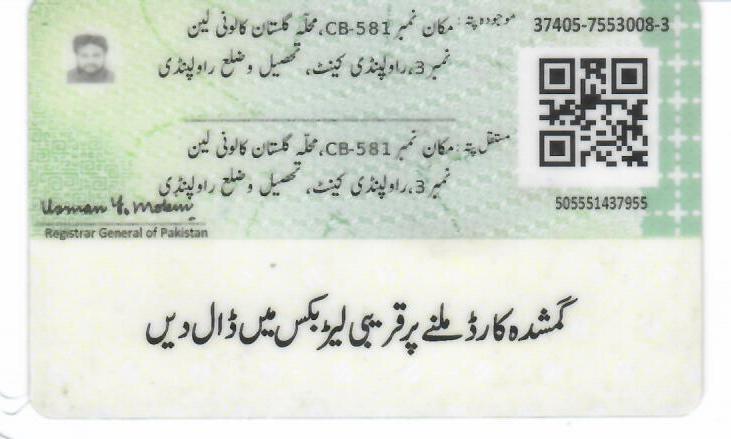 موجودہ پتہ: مکان نمبر CB-581، محلّہ گلستان کالونی لین
نمبر 3، راولپنڈی کینٹ، تحصیل و ضلع راولپنڈی
37405-7553008-3
مستقل پتہ: مکان نمبر CB-581، محلّہ گلستان کالونی لین
نمبر 3، راولپنڈی کینٹ، تحصیل و ضلع راولپنڈی
505551437955
Usman Y. Mobin
Registrar General of Pakistan
گمشدہ کارڈ ملنے پر قریبی لیٹر بکس میں ڈال دیں